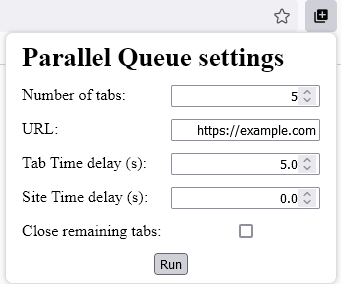 Parallel Queue settings
Number of tabs: 5
URL: https://example.com
Tab Time delay (s): 5.0
Site Time delay (s): 0.0
Close remaining tabs:
Run